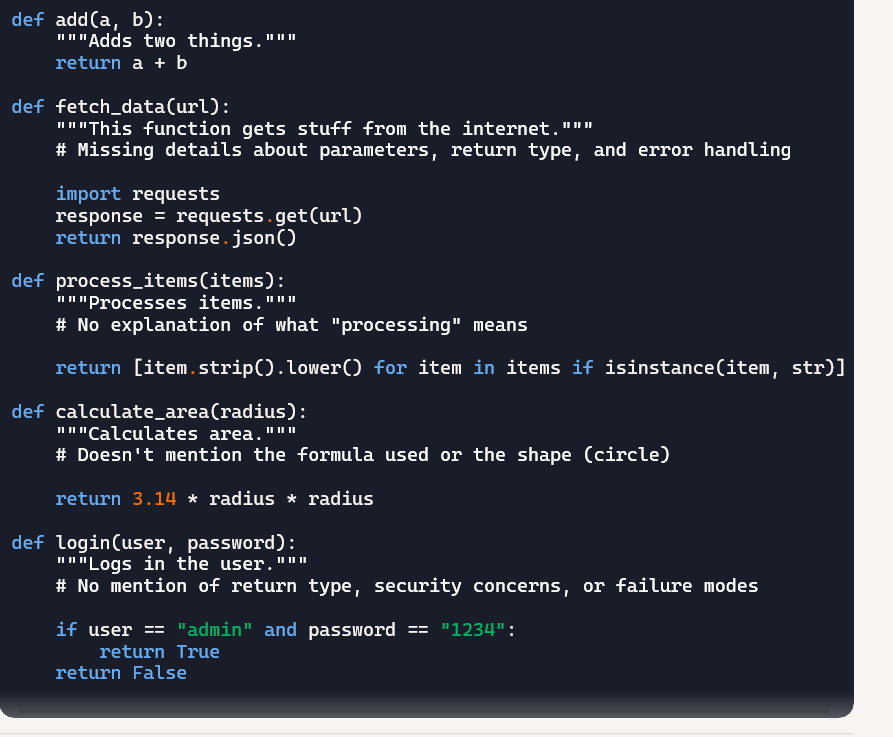 def add(a, b):
    """Adds two things."""
    return a + b
def fetch_data(url):
    """This function gets stuff from the internet."""
    # Missing details about parameters, return type, and error handling
    import requests
    response = requests.get(url)
    return response.json()
def process_items(items):
    """Processes items."""
    # No explanation of what "processing" means
    return [item.strip().lower() for item in items if isinstance(item, str)]
def calculate_area(radius):
    """Calculates area."""
    # Doesn't mention the formula used or the shape (circle)
    return 3.14 * radius * radius
def login(user, password):
    """Logs in the user."""
    # No mention of return type, security concerns, or failure modes
    if user == "admin" and password == "1234":
        return True
    return False